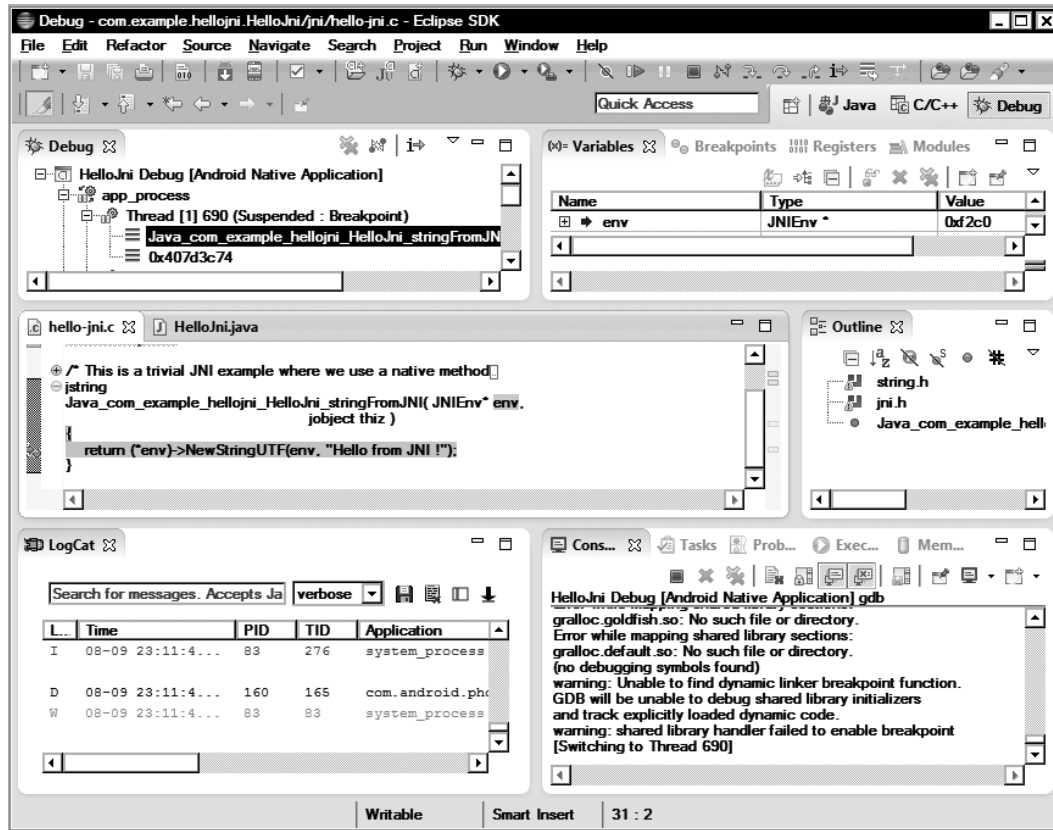 Debug - com.example.hellojni.HelloJni/jni/hello-jni.c - Eclipse SDK
File Edit Refactor Source Navigate Search Project Run Window Help
Quick Access
Java C/C++ Debug
Debug
HelloJni Debug [Android Native Application]
app_process
Thread [1] 690 (Suspended : Breakpoint)
Java_com_example_hellojni_HelloJni_stringFromJN
0x407d3c74
(x)= Variables Breakpoints Registers Modules
Name Type Value
env JNIEnv * 0xf2c0
hello-jni.c HelloJni.java
/* This is a trivial JNI example where we use a native method
jstring
Java_com_example_hellojni_HelloJni_stringFromJNI( JNIEnv* env,
jobject thiz )
{
return (*env)->NewStringUTF(env, "Hello from JNI !");
}
Outline
string.h
jni.h
Java_com_example_hell
LogCat
Search for messages. Accepts Ja verbose
L... Time PID TID Application
I 08-09 23:11:4... 83 276 system_process
D 08-09 23:11:4... 160 165 com.android.pho
W 08-09 23:11:4... 83 83 system_process
Cons... Tasks Prob... Exec... Mem...
HelloJni Debug [Android Native Application] gdb
Error while mapping shared library sections:
gralloc.goldfish.so: No such file or directory.
Error while mapping shared library sections:
gralloc.default.so: No such file or directory.
(no debugging symbols found)
warning: Unable to find dynamic linker breakpoint function.
GDB will be unable to debug shared library initializers
and track explicitly loaded dynamic code.
warning: shared library handler failed to enable breakpoint
[Switching to Thread 690]
Writable Smart Insert 31 : 2